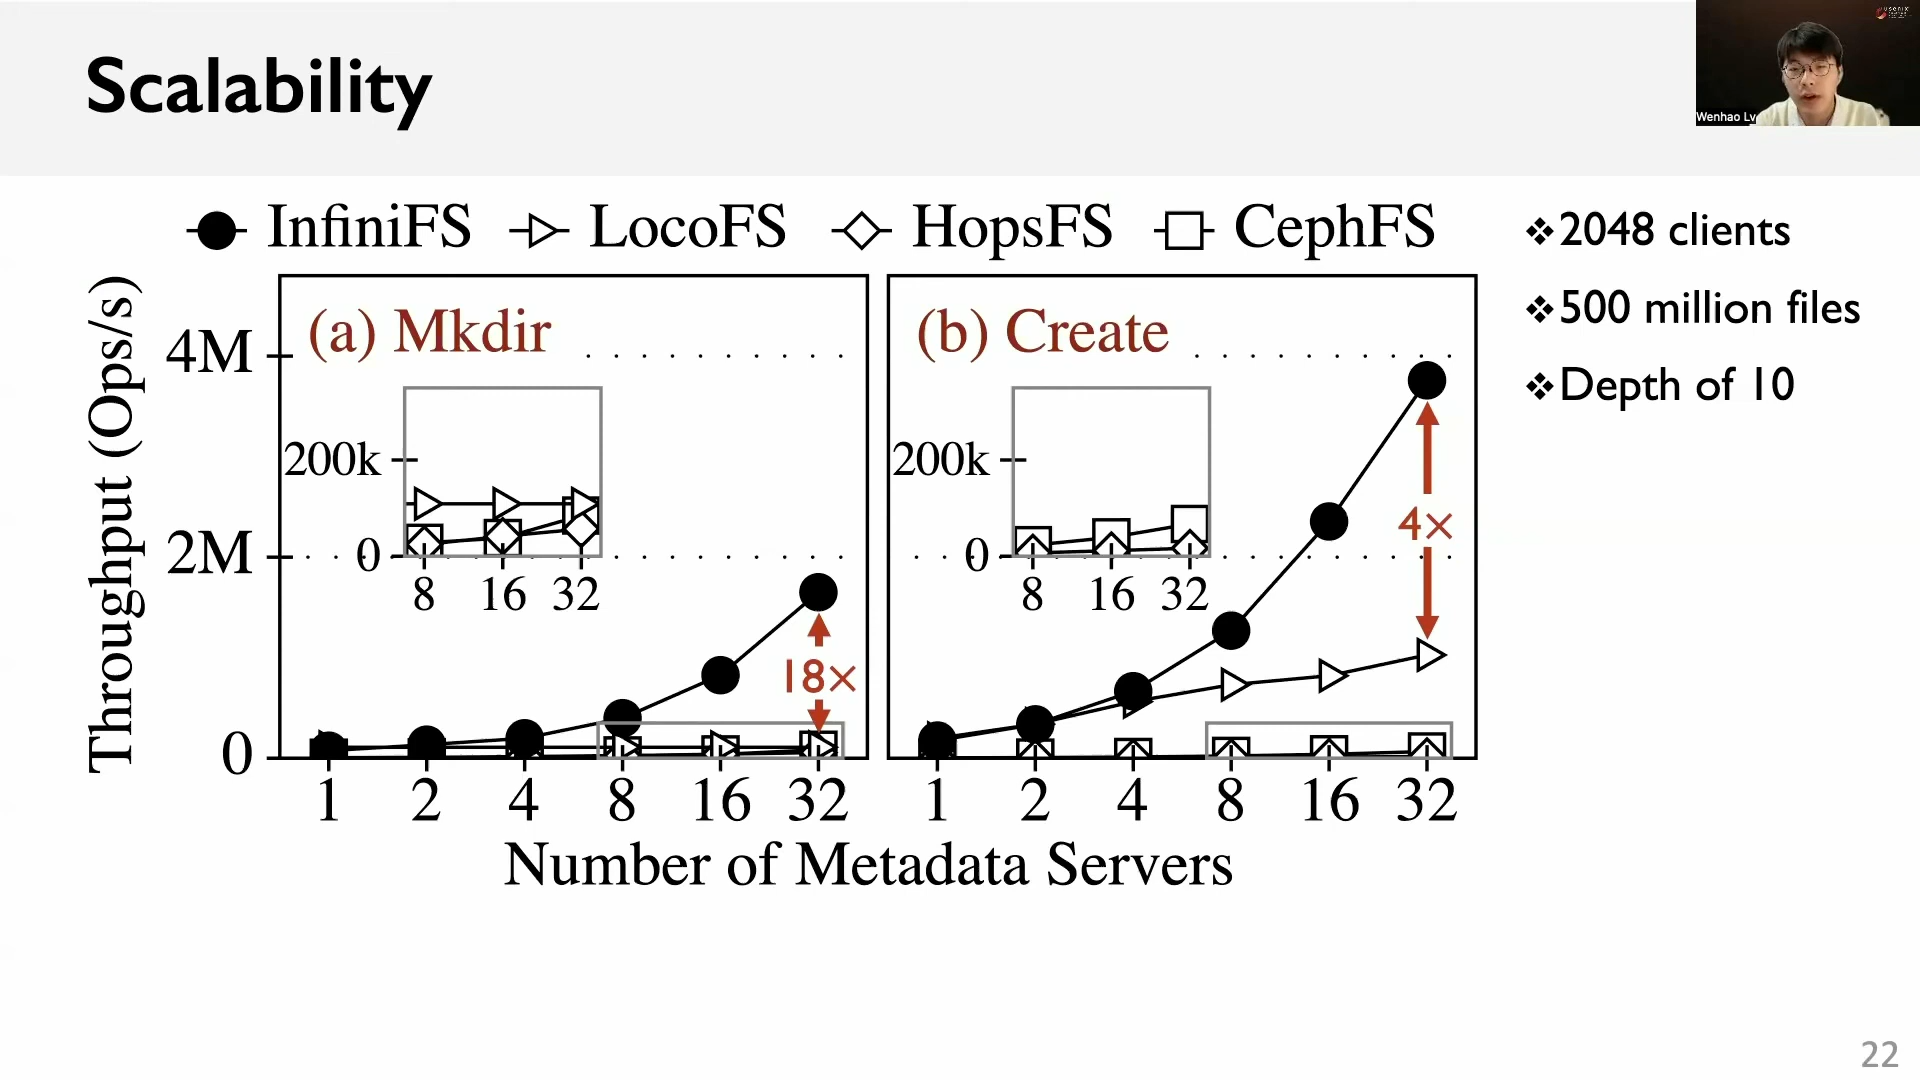 Scalability
Wenhao Lv
InfiniFS LocoFS HopsFS CephFS
❖2048 clients
❖500 million files
❖Depth of 10
Throughput (Ops/s)
4M
2M
0
(a) Mkdir
200k
0
8 16 32
18×
1 2 4 8 16 32
(b) Create
200k
0
8 16 32
4×
1 2 4 8 16 32
Number of Metadata Servers
22